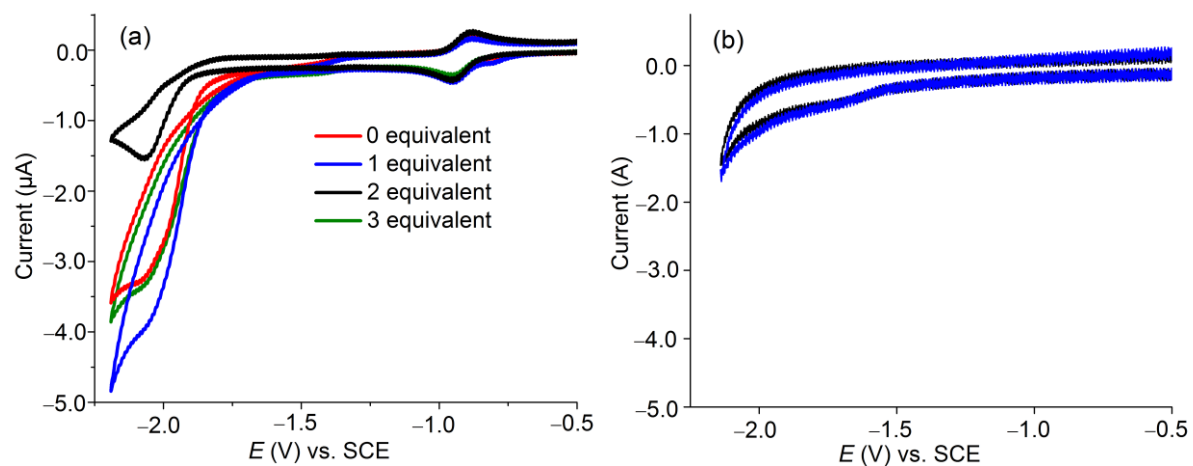 (a)
0.0
–1.0
–2.0
–3.0
–4.0
–5.0
Current (µA)
0 equivalent
1 equivalent
2 equivalent
3 equivalent
–2.0
–1.5
–1.0
–0.5
E (V) vs. SCE
(b)
0.0
–1.0
–2.0
–3.0
–4.0
–5.0
Current (A)
–2.0
–1.5
–1.0
–0.5
E (V) vs. SCE